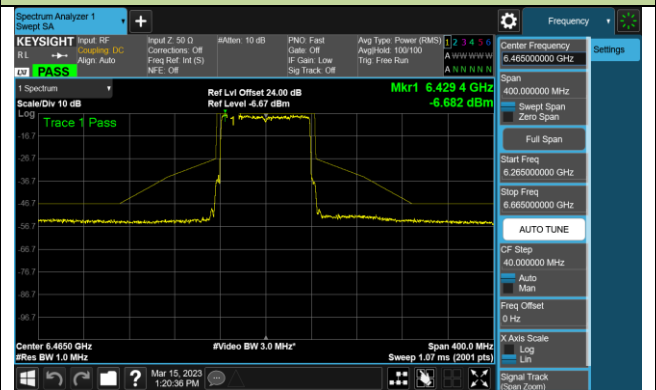 Spectrum Analyzer 1
Swept SA
+
Frequency
KEYSIGHT
RL
LXI
PASS
Input: RF
Coupling: DC
Align: Auto
Input Z: 50 Ω
Corrections: Off
Freq Ref: Int (S)
NFE: Off
#Atten: 10 dB
PNO: Fast
Gate: Off
IF Gain: Low
Sig Track: Off
Avg Type: Power (RMS)
Avg|Hold: 100/100
Trig: Free Run
1 2 3 4 5 6
A W W W W W
A N N N N N
1 Spectrum
Scale/Div 10 dB
Ref Lvl Offset 24.00 dB
Ref Level -6.67 dBm
Mkr1 6.429 4 GHz
-6.682 dBm
Log
Trace 1 Pass
1
-16.7
-26.7
-36.7
-46.7
-56.7
-66.7
-76.7
-86.7
-96.7
Center 6.4650 GHz
#Res BW 1.0 MHz
#Video BW 3.0 MHz*
Span 400.0 MHz
Sweep 1.07 ms (2001 pts)
Center Frequency
6.465000000 GHz
Settings
Span
400.000000 MHz
Swept Span
Zero Span
Full Span
Start Freq
6.265000000 GHz
Stop Freq
6.665000000 GHz
AUTO TUNE
CF Step
40.000000 MHz
Auto
Man
Freq Offset
0 Hz
X Axis Scale
Log
Lin
Signal Track
(Span Zoom)
?
Mar 15, 2023
1:20:36 PM